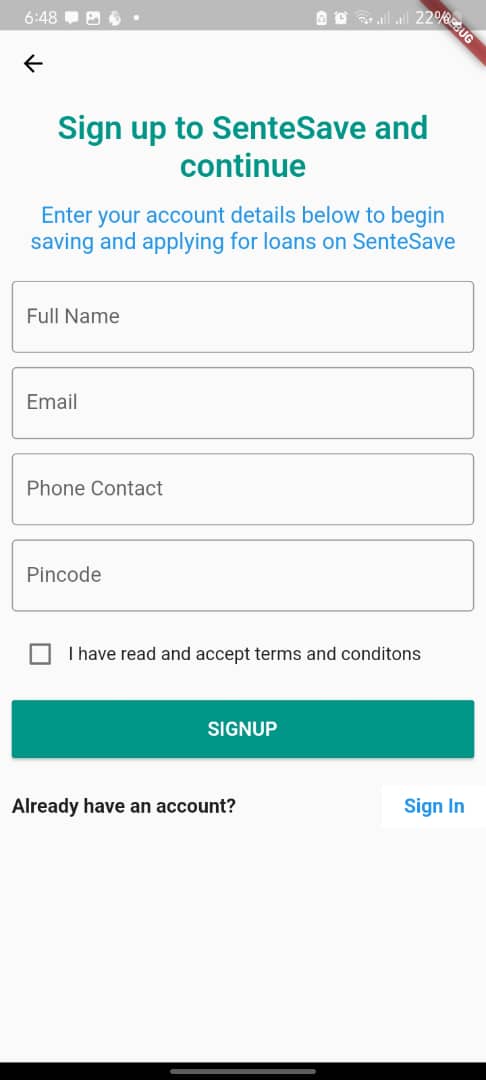 6:48
22%
BUG
Sign up to SenteSave and
continue
Enter your account details below to begin
saving and applying for loans on SenteSave
Full Name
Email
Phone Contact
Pincode
I have read and accept terms and conditons
SIGNUP
Already have an account?
Sign In